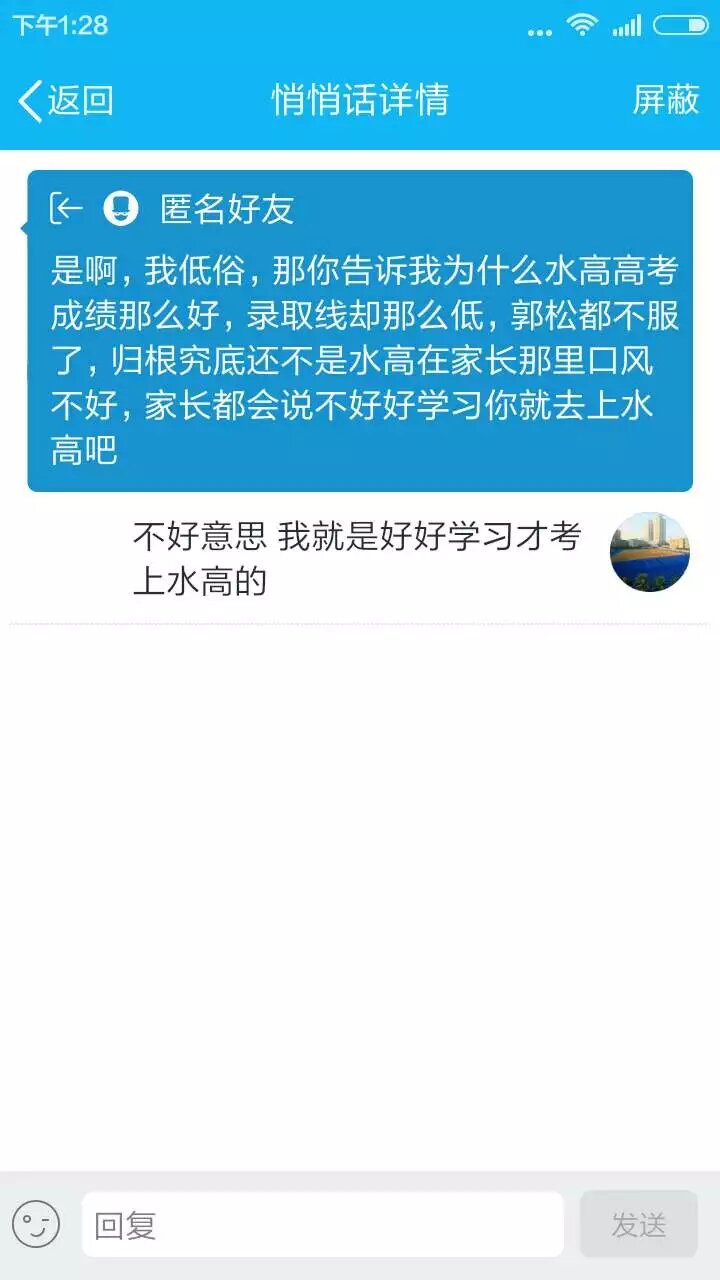 下午1:28
返回
悄悄话详情
屏蔽
匿名好友
是啊，我低俗，那你告诉我为什么水高高考
成绩那么好，录取线却那么低，郭松都不服
了，归根究底还不是水高在家长那里口风
不好，家长都会说不好好学习你就去上水
高吧
不好意思 我就是好好学习才考
上水高的
回复
发送